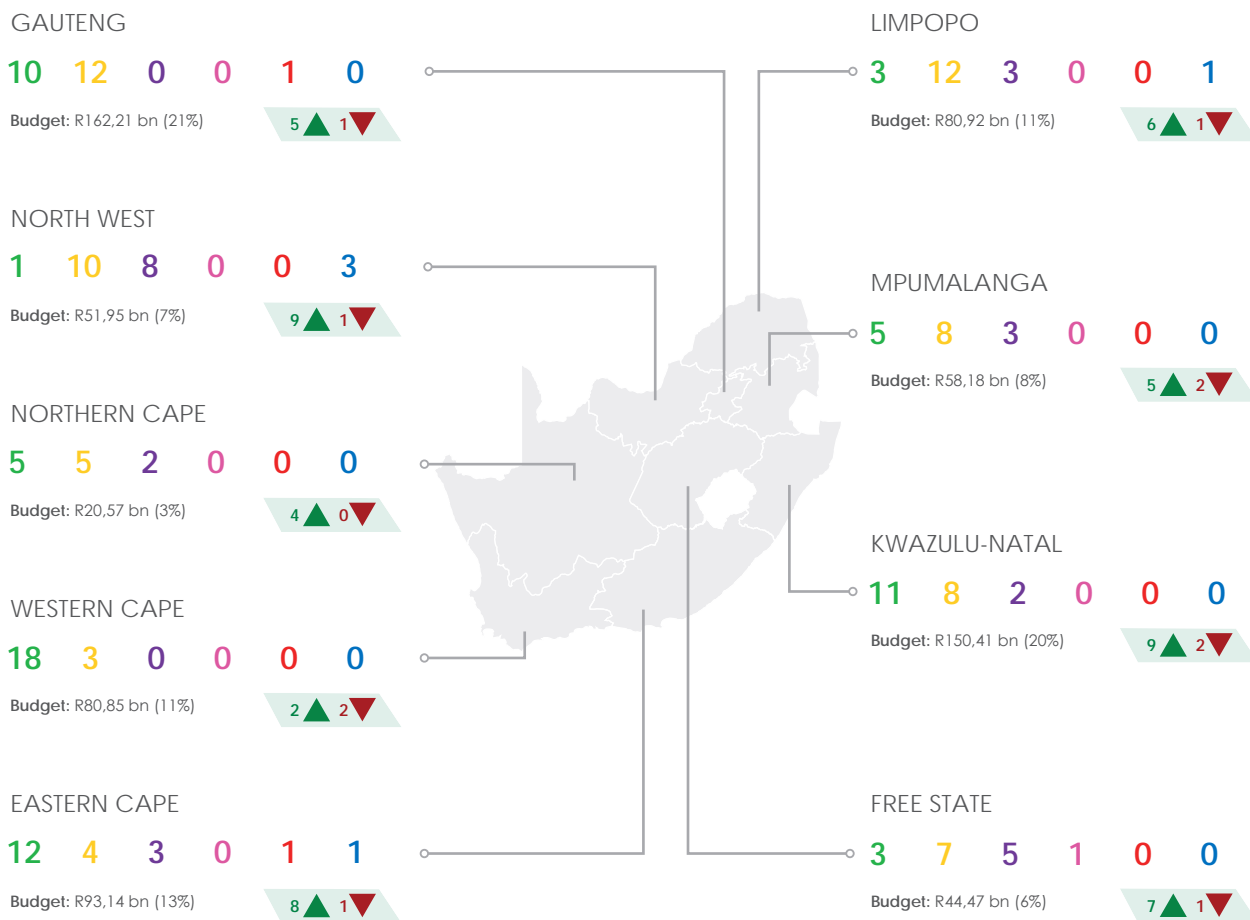 GAUTENG
10 12 0 0 1 0
Budget: R162,21 bn (21%)
5 1
NORTH WEST
1 10 8 0 0 3
Budget: R51,95 bn (7%)
9 1
NORTHERN CAPE
5 5 2 0 0 0
Budget: R20,57 bn (3%)
4 0
WESTERN CAPE
18 3 0 0 0 0
Budget: R80,85 bn (11%)
2 2
EASTERN CAPE
12 4 3 0 1 1
Budget: R93,14 bn (13%)
8 1
LIMPOPO
3 12 3 0 0 1
Budget: R80,92 bn (11%)
6 1
MPUMALANGA
5 8 3 0 0 0
Budget: R58,18 bn (8%)
5 2
KWAZULU-NATAL
11 8 2 0 0 0
Budget: R150,41 bn (20%)
9 2
FREE STATE
3 7 5 1 0 0
Budget: R44,47 bn (6%)
7 1